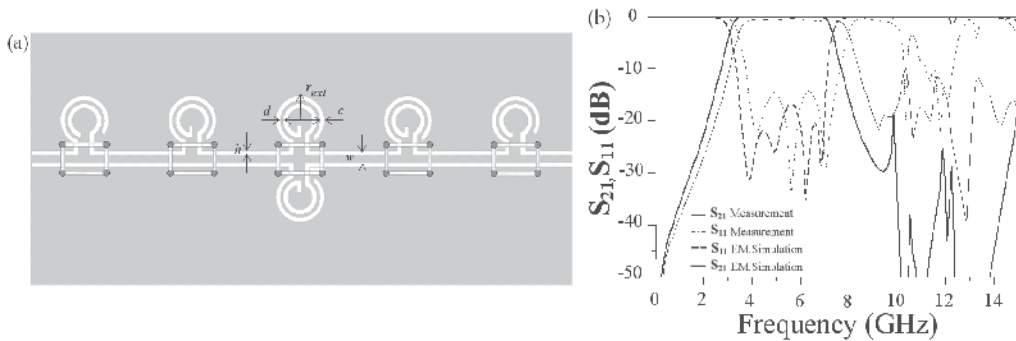 (a)
r_ext
d
c
h
w
(b)
S21, S11 (dB)
0
-10
-20
-30
-40
-50
S21 Measurement
S11 Measurement
S11 EM.Simulation
S21 EM.Simulation
0 2 4 6 8 10 12 14
Frequency (GHz)